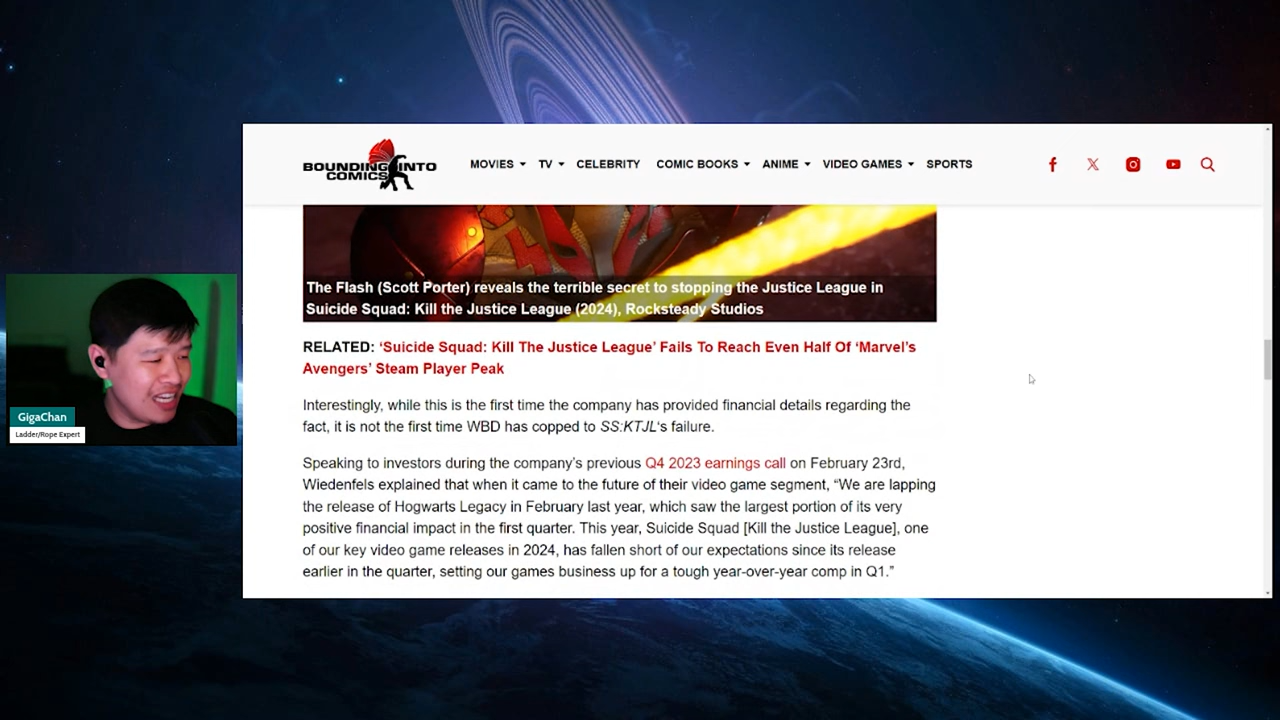 BOUNDING INTO
COMICS
MOVIES TV CELEBRITY COMIC BOOKS ANIME VIDEO GAMES SPORTS
The Flash (Scott Porter) reveals the terrible secret to stopping the Justice League in
Suicide Squad: Kill the Justice League (2024), Rocksteady Studios
RELATED: ‘Suicide Squad: Kill The Justice League’ Fails To Reach Even Half Of ‘Marvel’s
Avengers’ Steam Player Peak
Interestingly, while this is the first time the company has provided financial details regarding the
fact, it is not the first time WBD has copped to SS:KTJL‘s failure.
Speaking to investors during the company’s previous Q4 2023 earnings call on February 23rd,
Wiedenfels explained that when it came to the future of their video game segment, “We are lapping
the release of Hogwarts Legacy in February last year, which saw the largest portion of its very
positive financial impact in the first quarter. This year, Suicide Squad [Kill the Justice League], one
of our key video game releases in 2024, has fallen short of our expectations since its release
earlier in the quarter, setting our games business up for a tough year-over-year comp in Q1.”
GigaChan
Ladder/Rope Expert